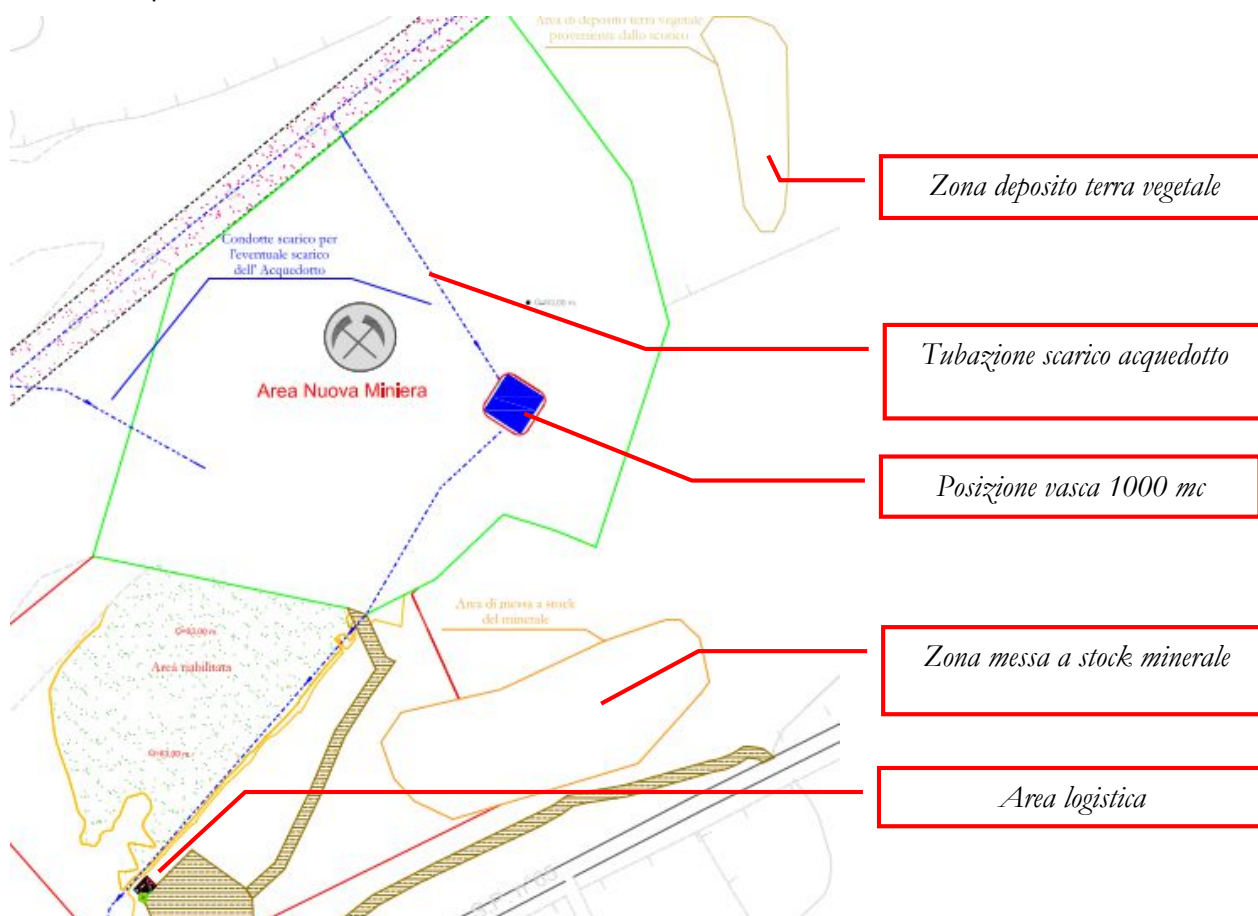 Area di deposito terra vegetale
proveniente dallo scotico
Zona deposito terra vegetale
Condotte scarico per
l'eventuale scarico
dell' Acquedotto
Tubazione scarico acquedotto
Area Nuova Miniera
Posizione vasca 1000 mc
Area di messa a stock
del minerale
Area riabilitata
Zona messa a stock minerale
Area logistica
S.P. n° 65